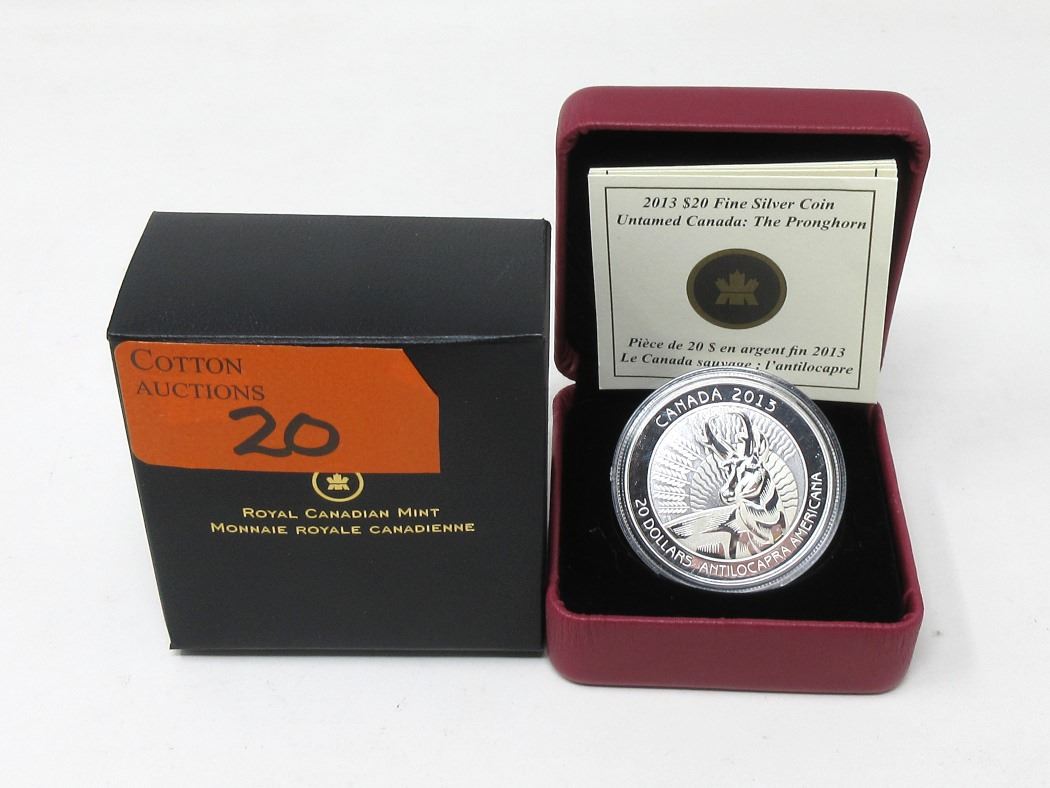 COTTON
AUCTIONS
20
ROYAL CANADIAN MINT
MONNAIE ROYALE CANADIENNE
2013 $20 Fine Silver Coin
Untamed Canada: The Pronghorn
Pièce de 20 $ en argent fin 2013
Le Canada sauvage : l'antilocapre
CANADA 2013
20 DOLLARS ANTILOCAPRA AMERICANA